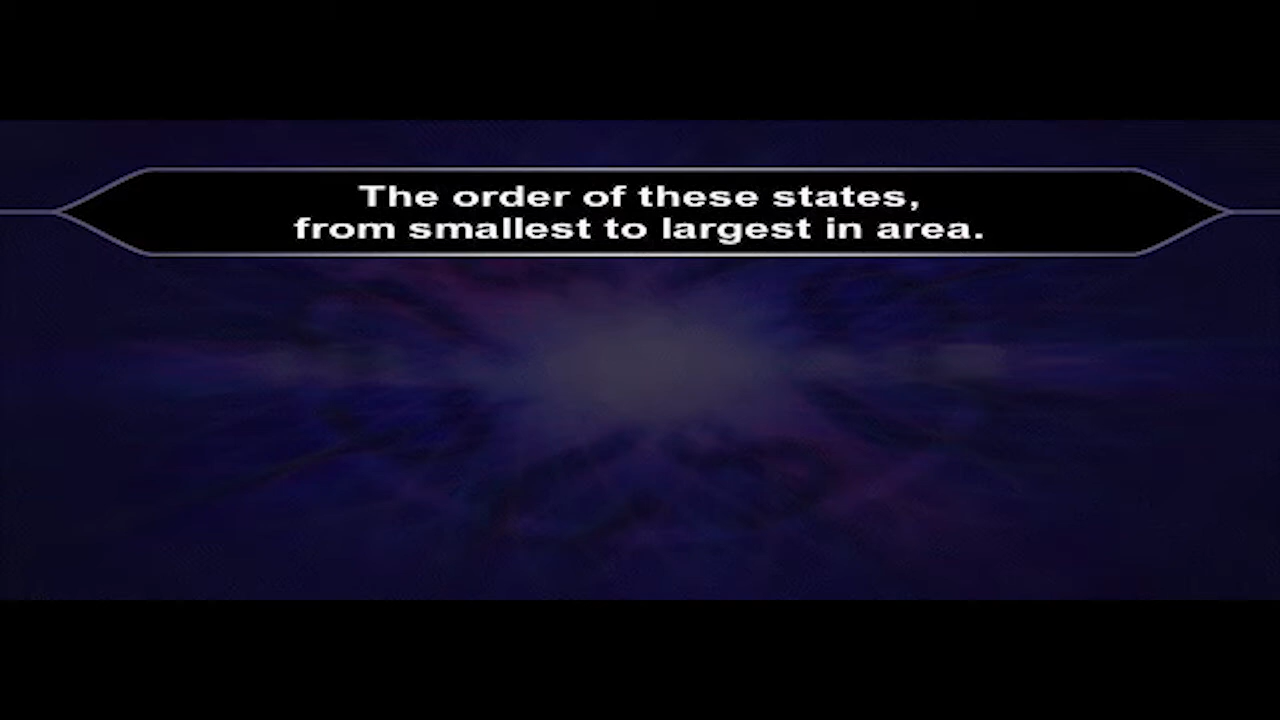 The order of these states,
from smallest to largest in area.